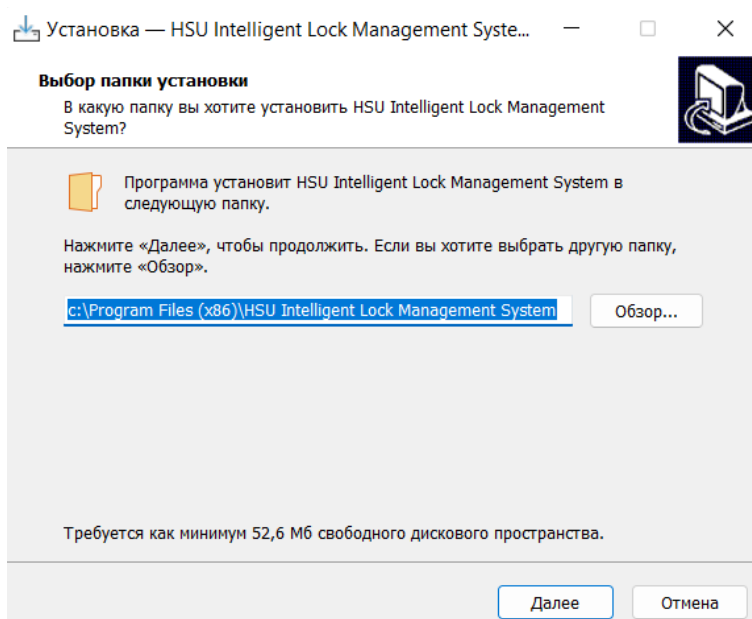 Установка — HSU Intelligent Lock Management Syste...
Выбор папки установки
В какую папку вы хотите установить HSU Intelligent Lock Management
System?
Программа установит HSU Intelligent Lock Management System в
следующую папку.
Нажмите «Далее», чтобы продолжить. Если вы хотите выбрать другую папку,
нажмите «Обзор».
c:\Program Files (x86)\HSU Intelligent Lock Management System
Обзор...
Требуется как минимум 52,6 Мб свободного дискового пространства.
Далее
Отмена